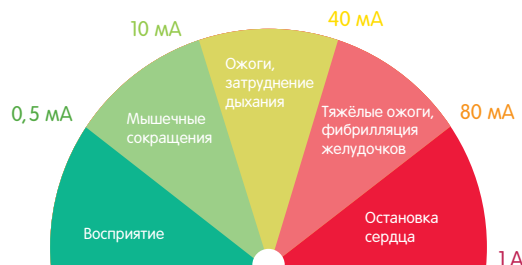 0,5 мА
10 мА
40 мА
80 мА
1 А
Восприятие
Мышечные
сокращения
Ожоги,
затруднение
дыхания
Тяжёлые ожоги,
фибрилляция
желудочков
Остановка
сердца